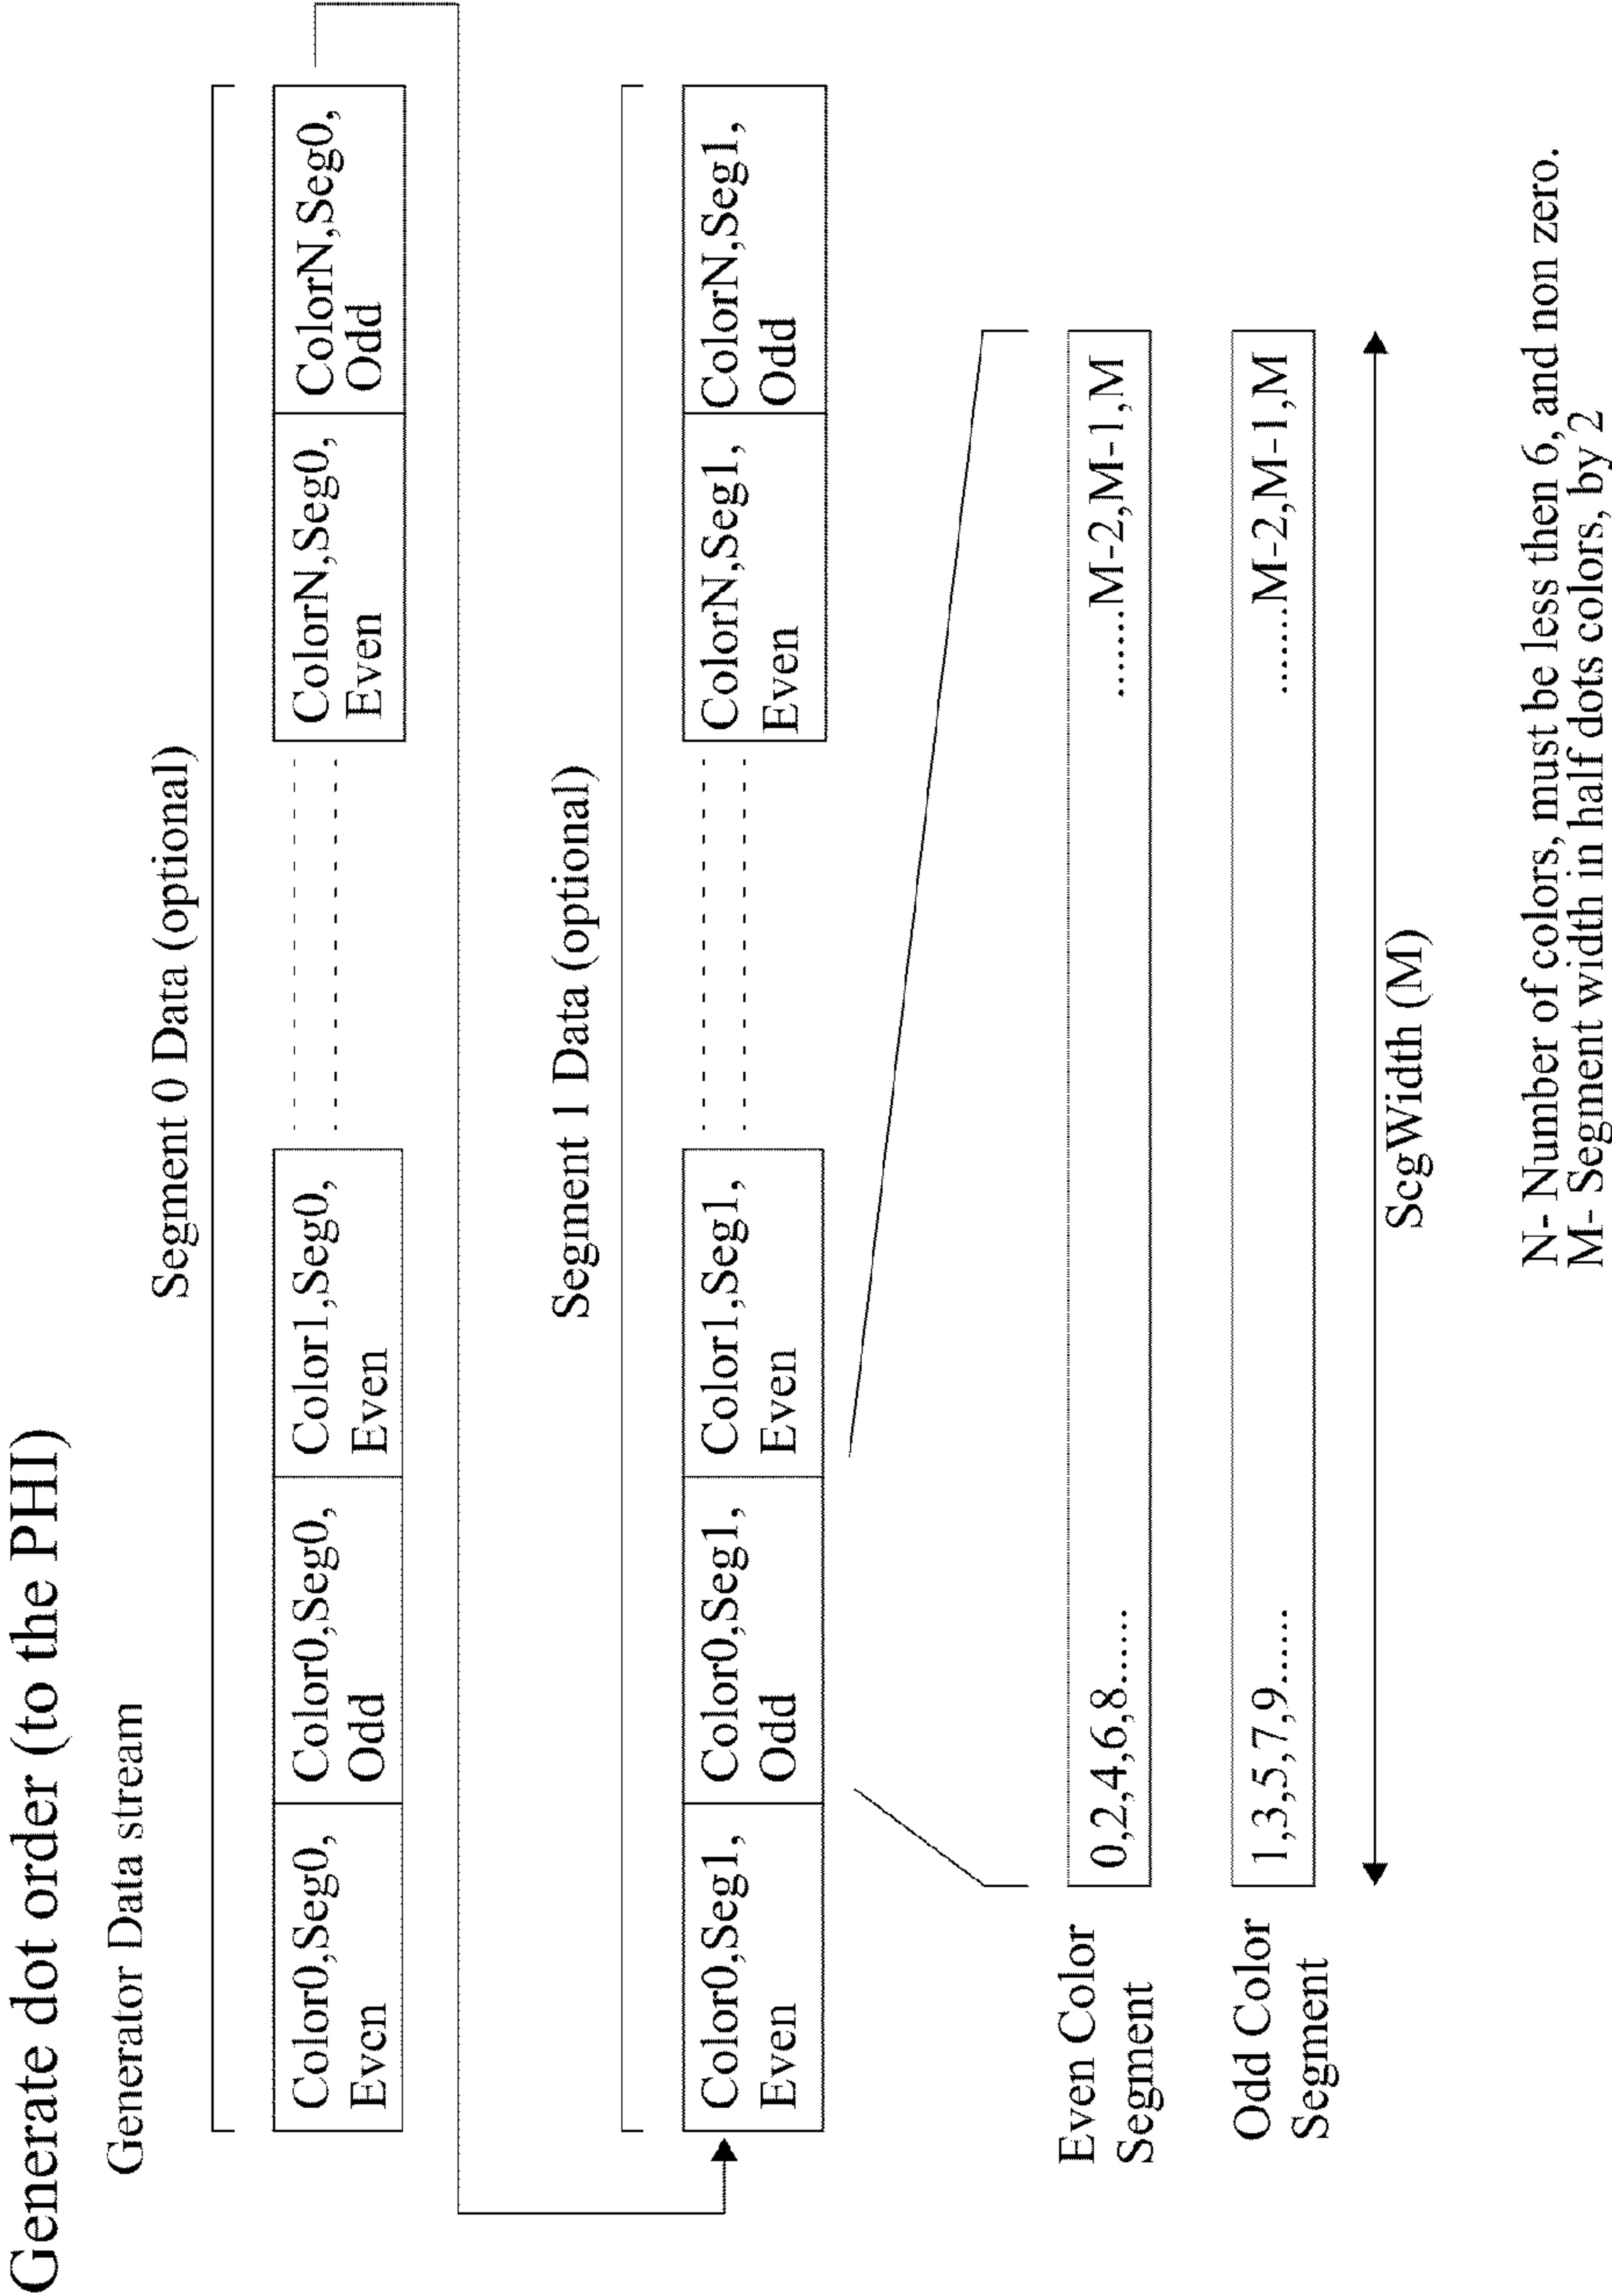 Generate dot order (to the PHI)
Generator Data stream
Segment 0 Data (optional)
Color0,Seg0,
Even
Color0,Seg0,
Odd
Color1,Seg0,
Even
ColorN,Seg0,
Even
ColorN,Seg0,
Odd
Segment 1 Data (optional)
Color0,Seg1,
Even
Color0,Seg1,
Odd
Color1,Seg1,
Even
ColorN,Seg1,
Even
ColorN,Seg1,
Odd
Even Color
Segment
0,2,4,6,8......
.......M-2,M-1,M
Odd Color
Segment
1,3,5,7,9......
.......M-2,M-1,M
SegWidth (M)
N- Number of colors, must be less then 6, and non zero.
M- Segment width in half dots colors, by 2